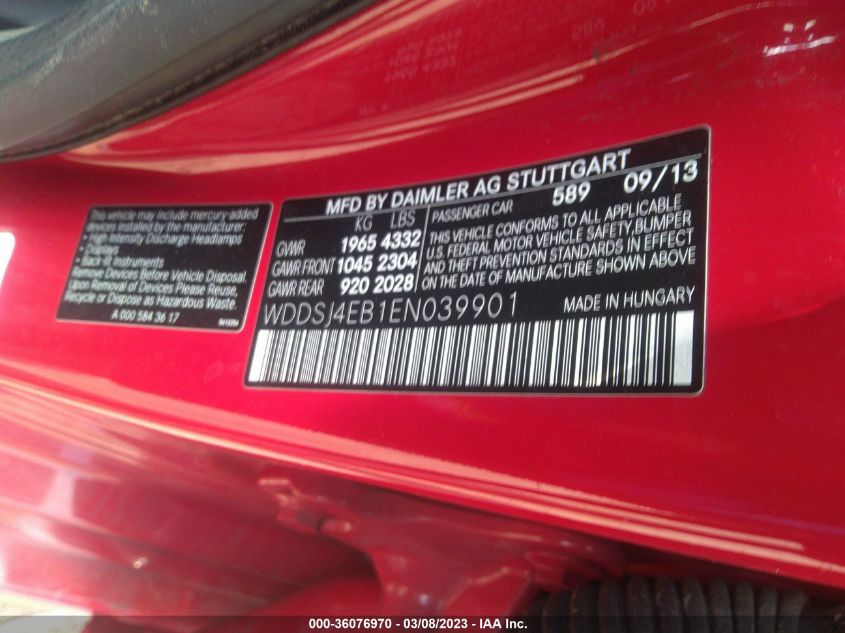 This vehicle may include mercury-added
devices installed by the manufacturer:
- High Intensity Discharge Headlamps
- Displays
- Back lit Instruments
Remove Devices Before Vehicle Disposal.
Upon Removal of Devices Please Reuse,
Recycle or Dispose as Hazardous Waste.
A 000 584 36 17
MFD BY DAIMLER AG STUTTGART
KG LBS
GVWR 1965 4332
GAWR FRONT 1045 2304
GAWR REAR 920 2028
PASSENGER CAR 589 09/13
THIS VEHICLE CONFORMS TO ALL APPLICABLE
U.S. FEDERAL MOTOR VEHICLE SAFETY,BUMPER
AND THEFT PREVENTION STANDARDS IN EFFECT
ON THE DATE OF MANUFACTURE SHOWN ABOVE
WDDSJ4EB1EN039901 MADE IN HUNGARY
000-36076970 - 03/08/2023 - IAA Inc.